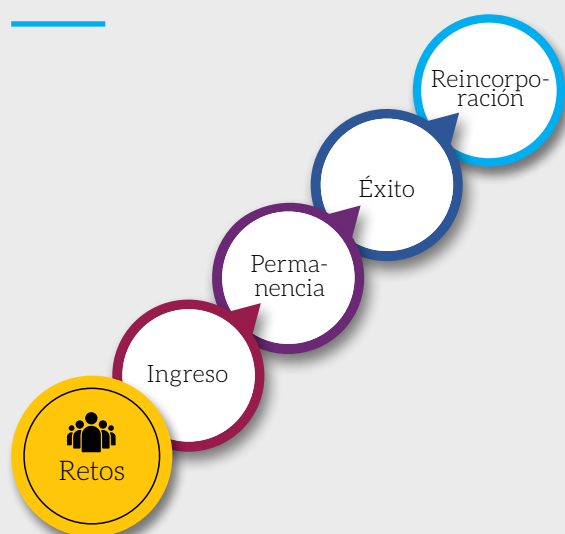 Reincorpo-
ración
Éxito
Perma-
nencia
Ingreso
Retos